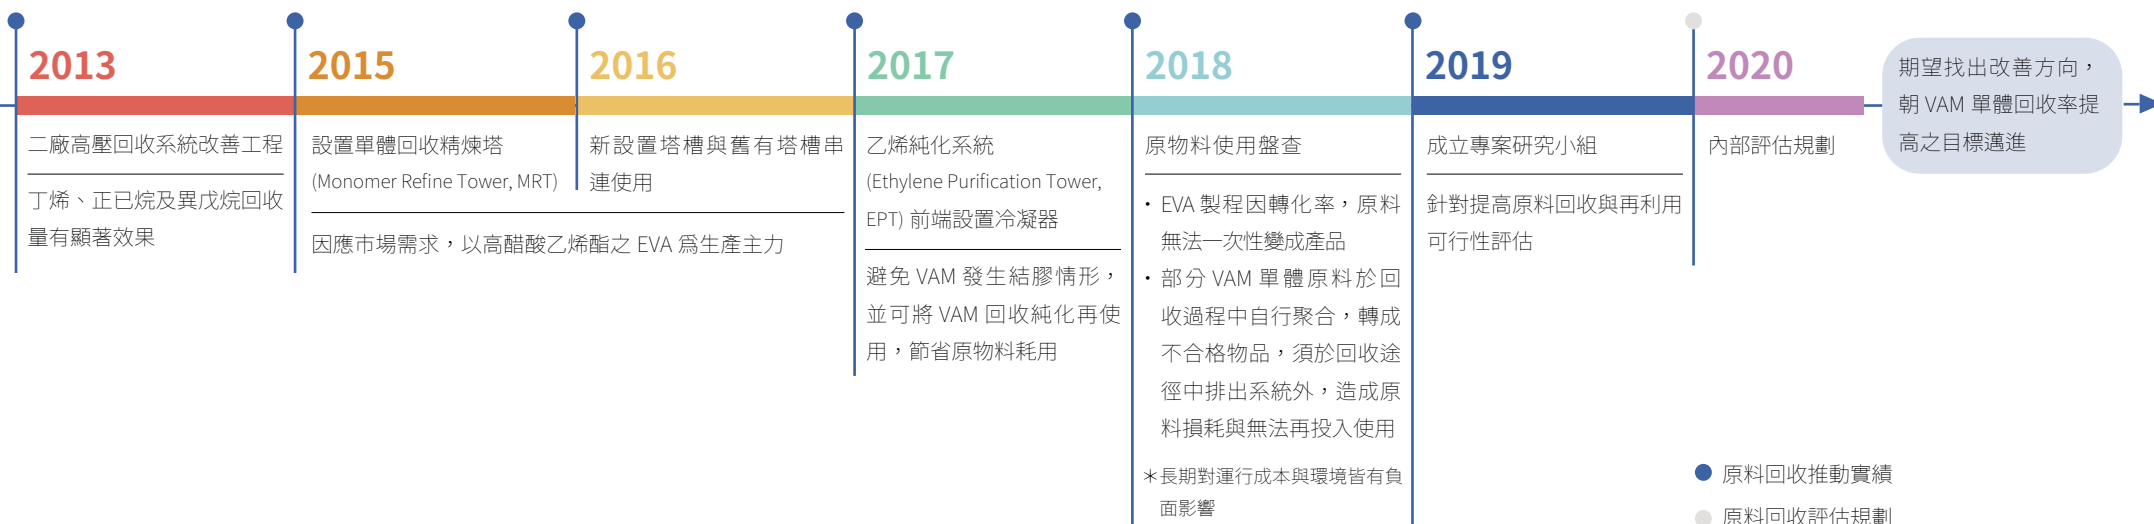 2013
二廠高壓回收系統改善工程
丁烯、正已烷及異戊烷回收
量有顯著效果
2015
設置單體回收精煉塔
(Monomer Refine Tower, MRT)
2016
新設置塔槽與舊有塔槽串
連使用
因應市場需求，以高醋酸乙烯酯之 EVA 爲生產主力
2017
乙烯純化系統
(Ethylene Purification Tower,
EPT) 前端設置冷凝器
避免 VAM 發生結膠情形，
並可將 VAM 回收純化再使
用，節省原物料耗用
2018
原物料使用盤查
・EVA 製程因轉化率，原料
無法一次性變成產品
・部分 VAM 單體原料於回
收過程中自行聚合，轉成
不合格物品，須於回收途
徑中排出系統外，造成原
料損耗與無法再投入使用
＊長期對運行成本與環境皆有負
面影響
2019
成立專案研究小組
針對提高原料回收與再利用
可行性評估
2020
內部評估規劃
期望找出改善方向，
朝 VAM 單體回收率提
高之目標邁進
原料回收推動實績
原料回收評估規劃